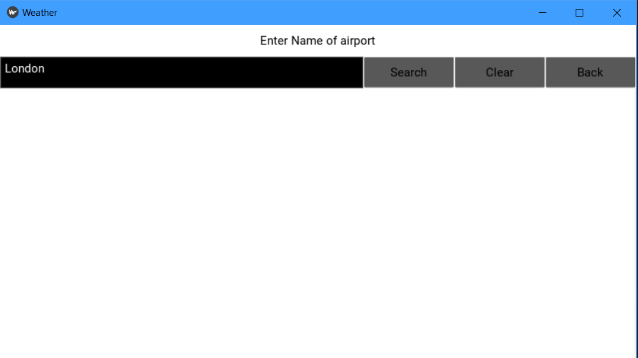 Weather
Enter Name of airport
London Search Clear Back